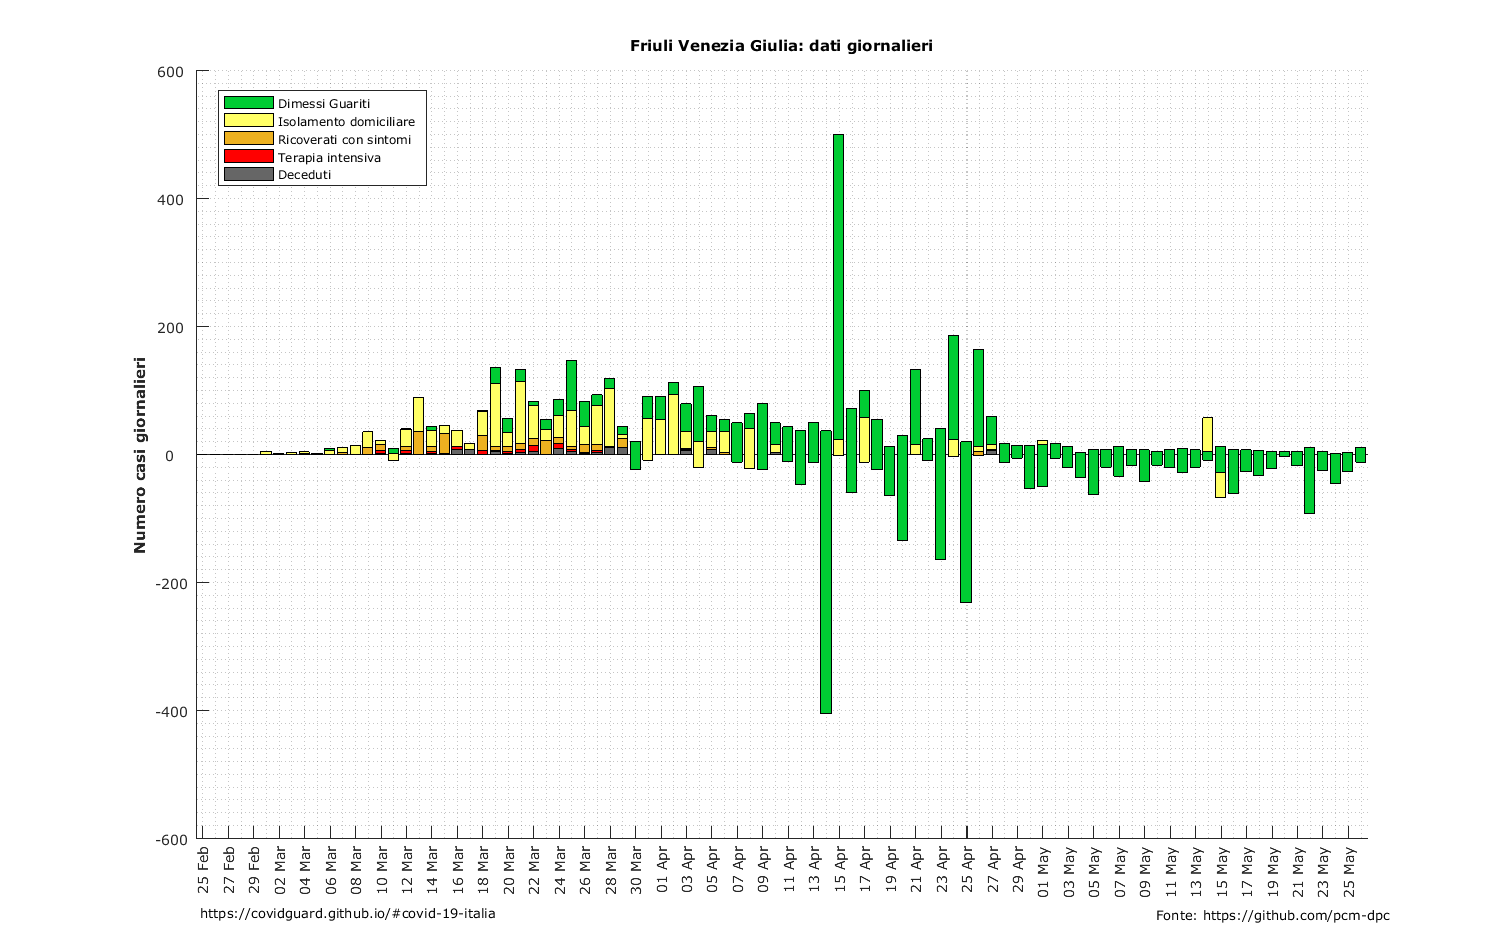 Friuli Venezia Giulia: dati giornalieri
600
400
200
0
-200
-400
-600
Numero casi giornalieri
Dimessi Guariti
Isolamento domiciliare
Ricoverati con sintomi
Terapia intensiva
Deceduti
25 Feb
27 Feb
29 Feb
02 Mar
04 Mar
06 Mar
08 Mar
10 Mar
12 Mar
14 Mar
16 Mar
18 Mar
20 Mar
22 Mar
24 Mar
26 Mar
28 Mar
30 Mar
01 Apr
03 Apr
05 Apr
07 Apr
09 Apr
11 Apr
13 Apr
15 Apr
17 Apr
19 Apr
21 Apr
23 Apr
25 Apr
27 Apr
29 Apr
01 May
03 May
05 May
07 May
09 May
11 May
13 May
15 May
17 May
19 May
21 May
23 May
25 May
https://covidguard.github.io/#covid-19-italia
Fonte: https://github.com/pcm-dpc